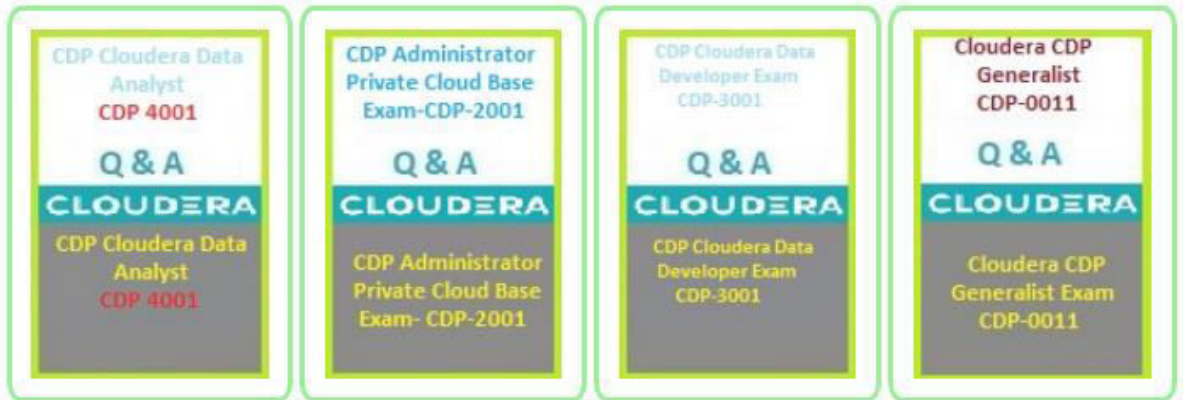 CDP Cloudera Data
Analyst
CDP 4001
Q & A
CLOUDERA
CDP Cloudera Data
Analyst
CDP 4001
CDP Administrator
Private Cloud Base
Exam-CDP-2001
Q & A
CLOUDERA
CDP Administrator
Private Cloud Base
Exam- CDP-2001
CDP Cloudera Data
Developer Exam
CDP-3001
Q & A
CLOUDERA
CDP Cloudera Data
Developer Exam
CDP-3001
Cloudera CDP
Generalist
CDP-0011
Q & A
CLOUDERA
Cloudera CDP
Generalist Exam
CDP-0011